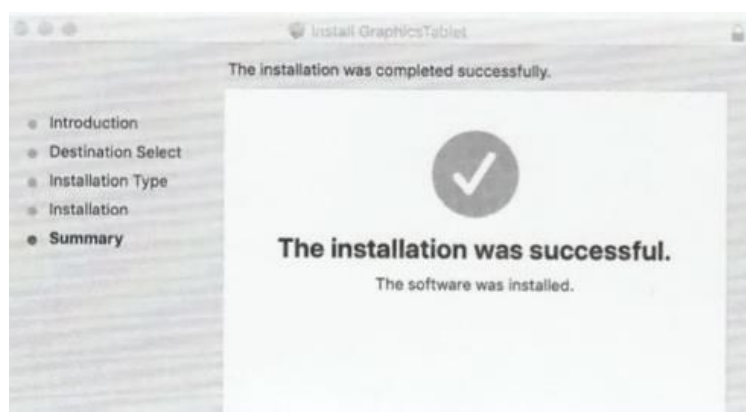 Install GraphicsTablet
The installation was completed successfully.
Introduction
Destination Select
Installation Type
Installation
Summary
The installation was successful.
The software was installed.